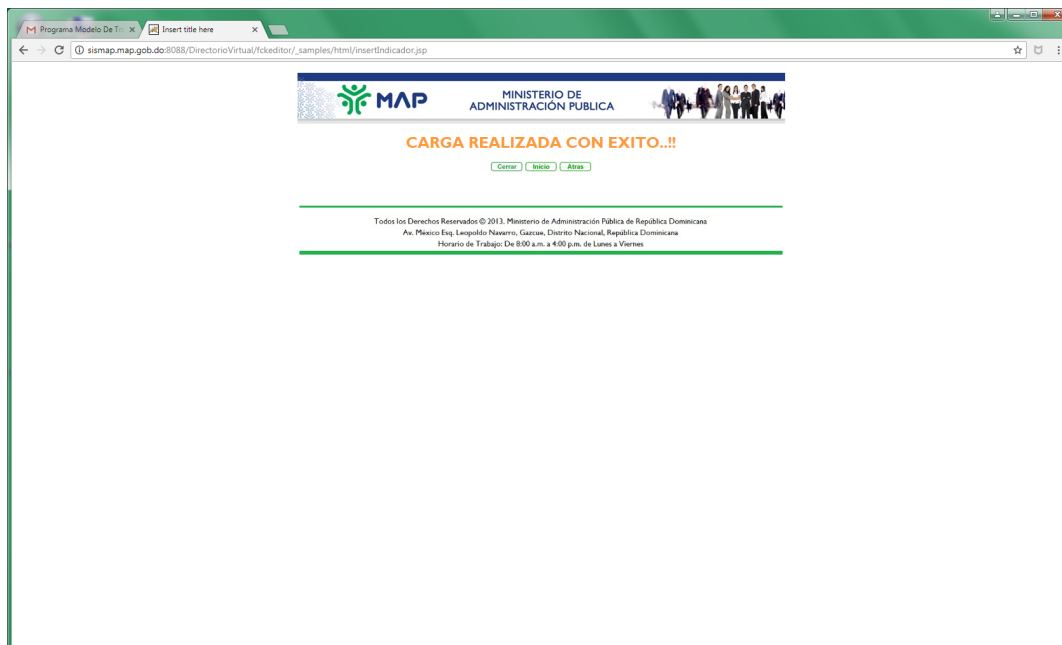 Programa Modelo De Tr
Insert title here
sismap.map.gob.do:8088/DirectorioVirtual/fckeditor/_samples/html/insertIndicador.jsp
MAP
MINISTERIO DE
ADMINISTRACIÓN PUBLICA
CARGA REALIZADA CON EXITO..!!
Cerrar Inicio Atras
Todos los Derechos Reservados © 2013. Ministerio de Administración Pública de República Dominicana
Av. México Esq. Leopoldo Navarro, Gazcue, Distrito Nacional, República Dominicana
Horario de Trabajo: De 8:00 a.m. a 4:00 p.m. de Lunes a Viernes